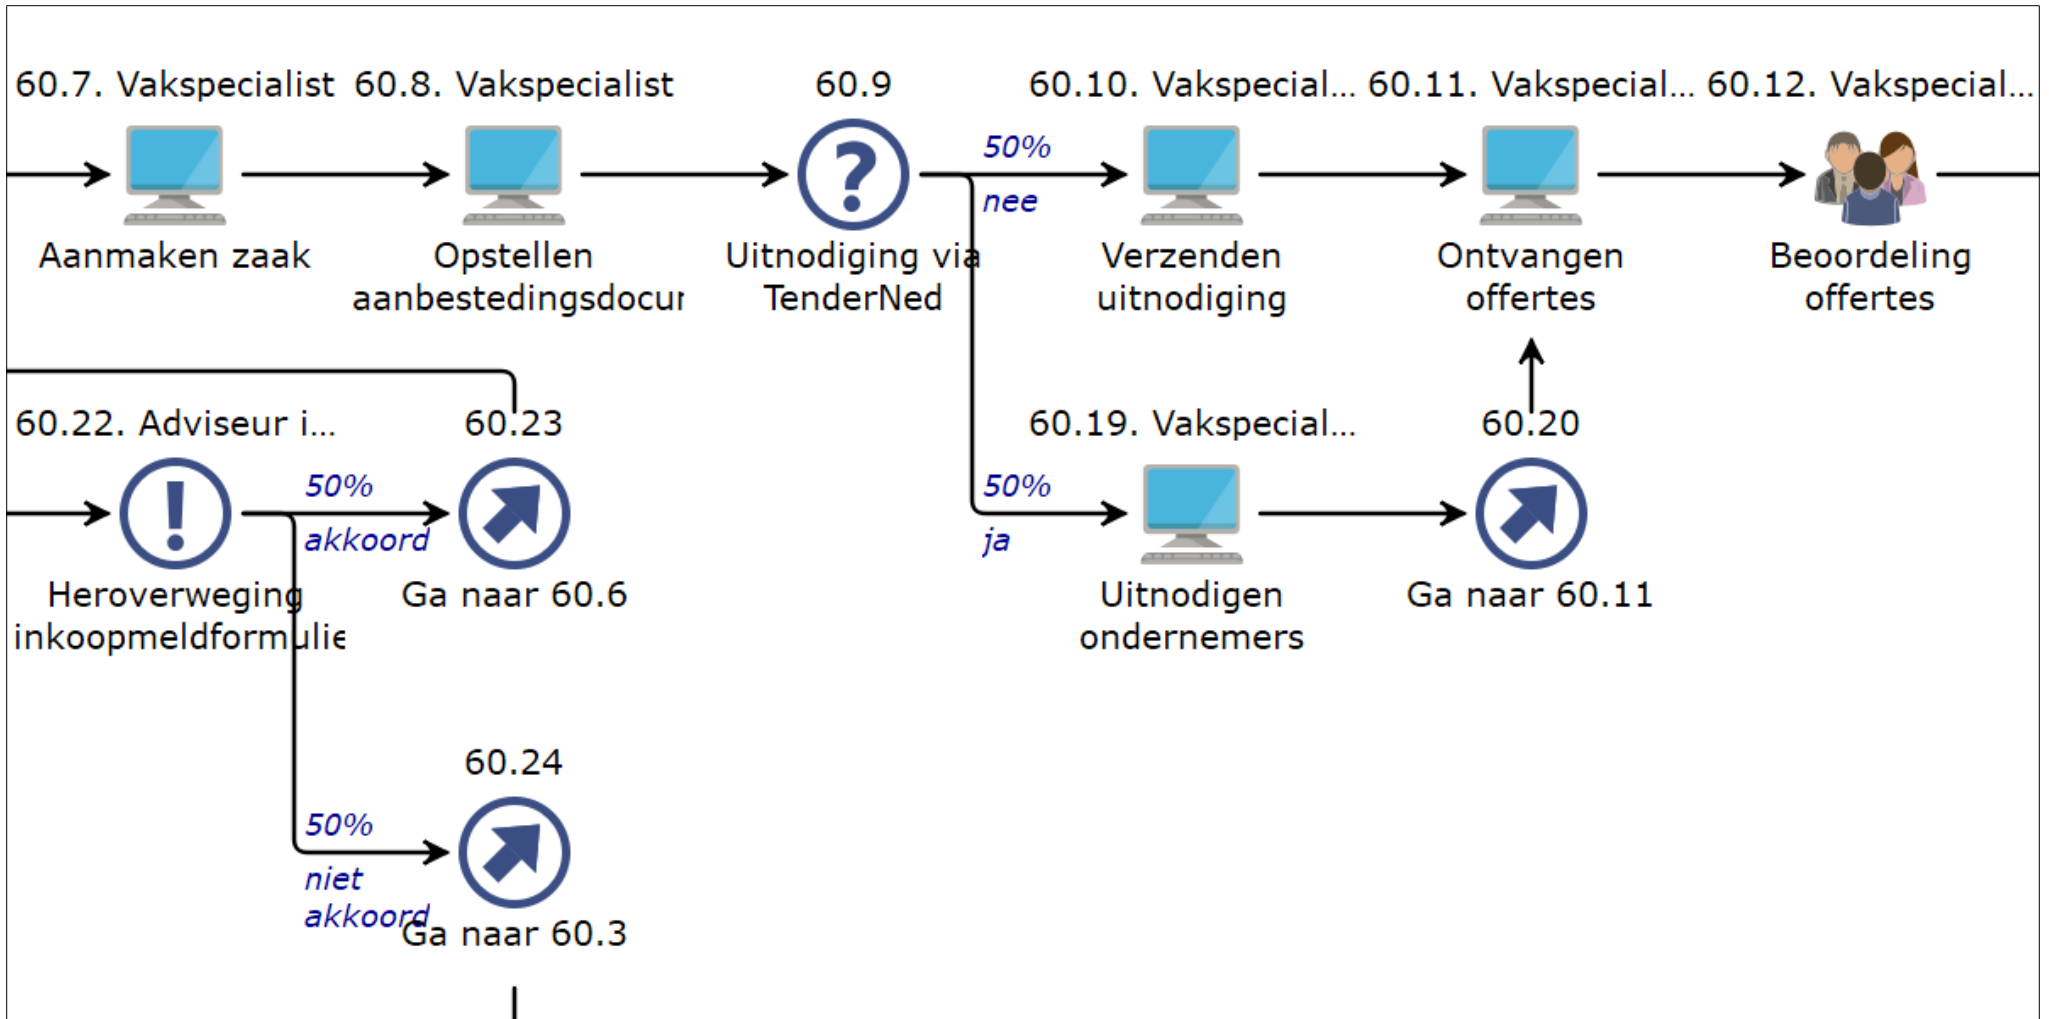 60.7. Vakspecialist
60.8. Vakspecialist
60.9
60.10. Vakspecial...
60.11. Vakspecial...
60.12. Vakspecial...
50%
nee
Aanmaken zaak
Opstellen
aanbestedingsdocur
Uitnodiging via
TenderNed
Verzenden
uitnodiging
Ontvangen
offertes
Beoordeling
offertes
60.22. Adviseur i...
60.23
60.19. Vakspecial...
60.20
50%
akkoord
50%
ja
Heroverweging
inkoopmeldformulie
Ga naar 60.6
Uitnodigen
ondernemers
Ga naar 60.11
60.24
50%
niet
akkoord
Ga naar 60.3